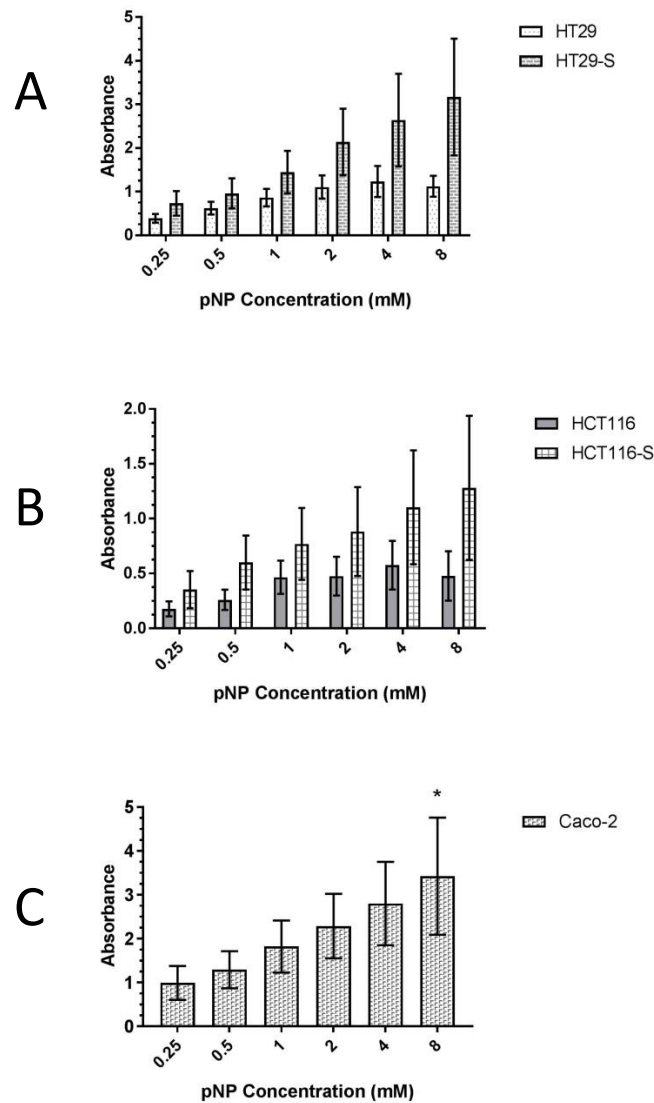 A
Absorbance
5
4
3
2
1
0
0.25 0.5 1 2 4 8
pNP Concentration (mM)
HT29
HT29-S
B
Absorbance
2.0
1.5
1.0
0.5
0.0
0.25 0.5 1 2 4 8
pNP Concentration (mM)
HCT116
HCT116-S
C
Absorbance
5
4
3
2
1
0
*
0.25 0.5 1 2 4 8
pNP Concentration (mM)
Caco-2